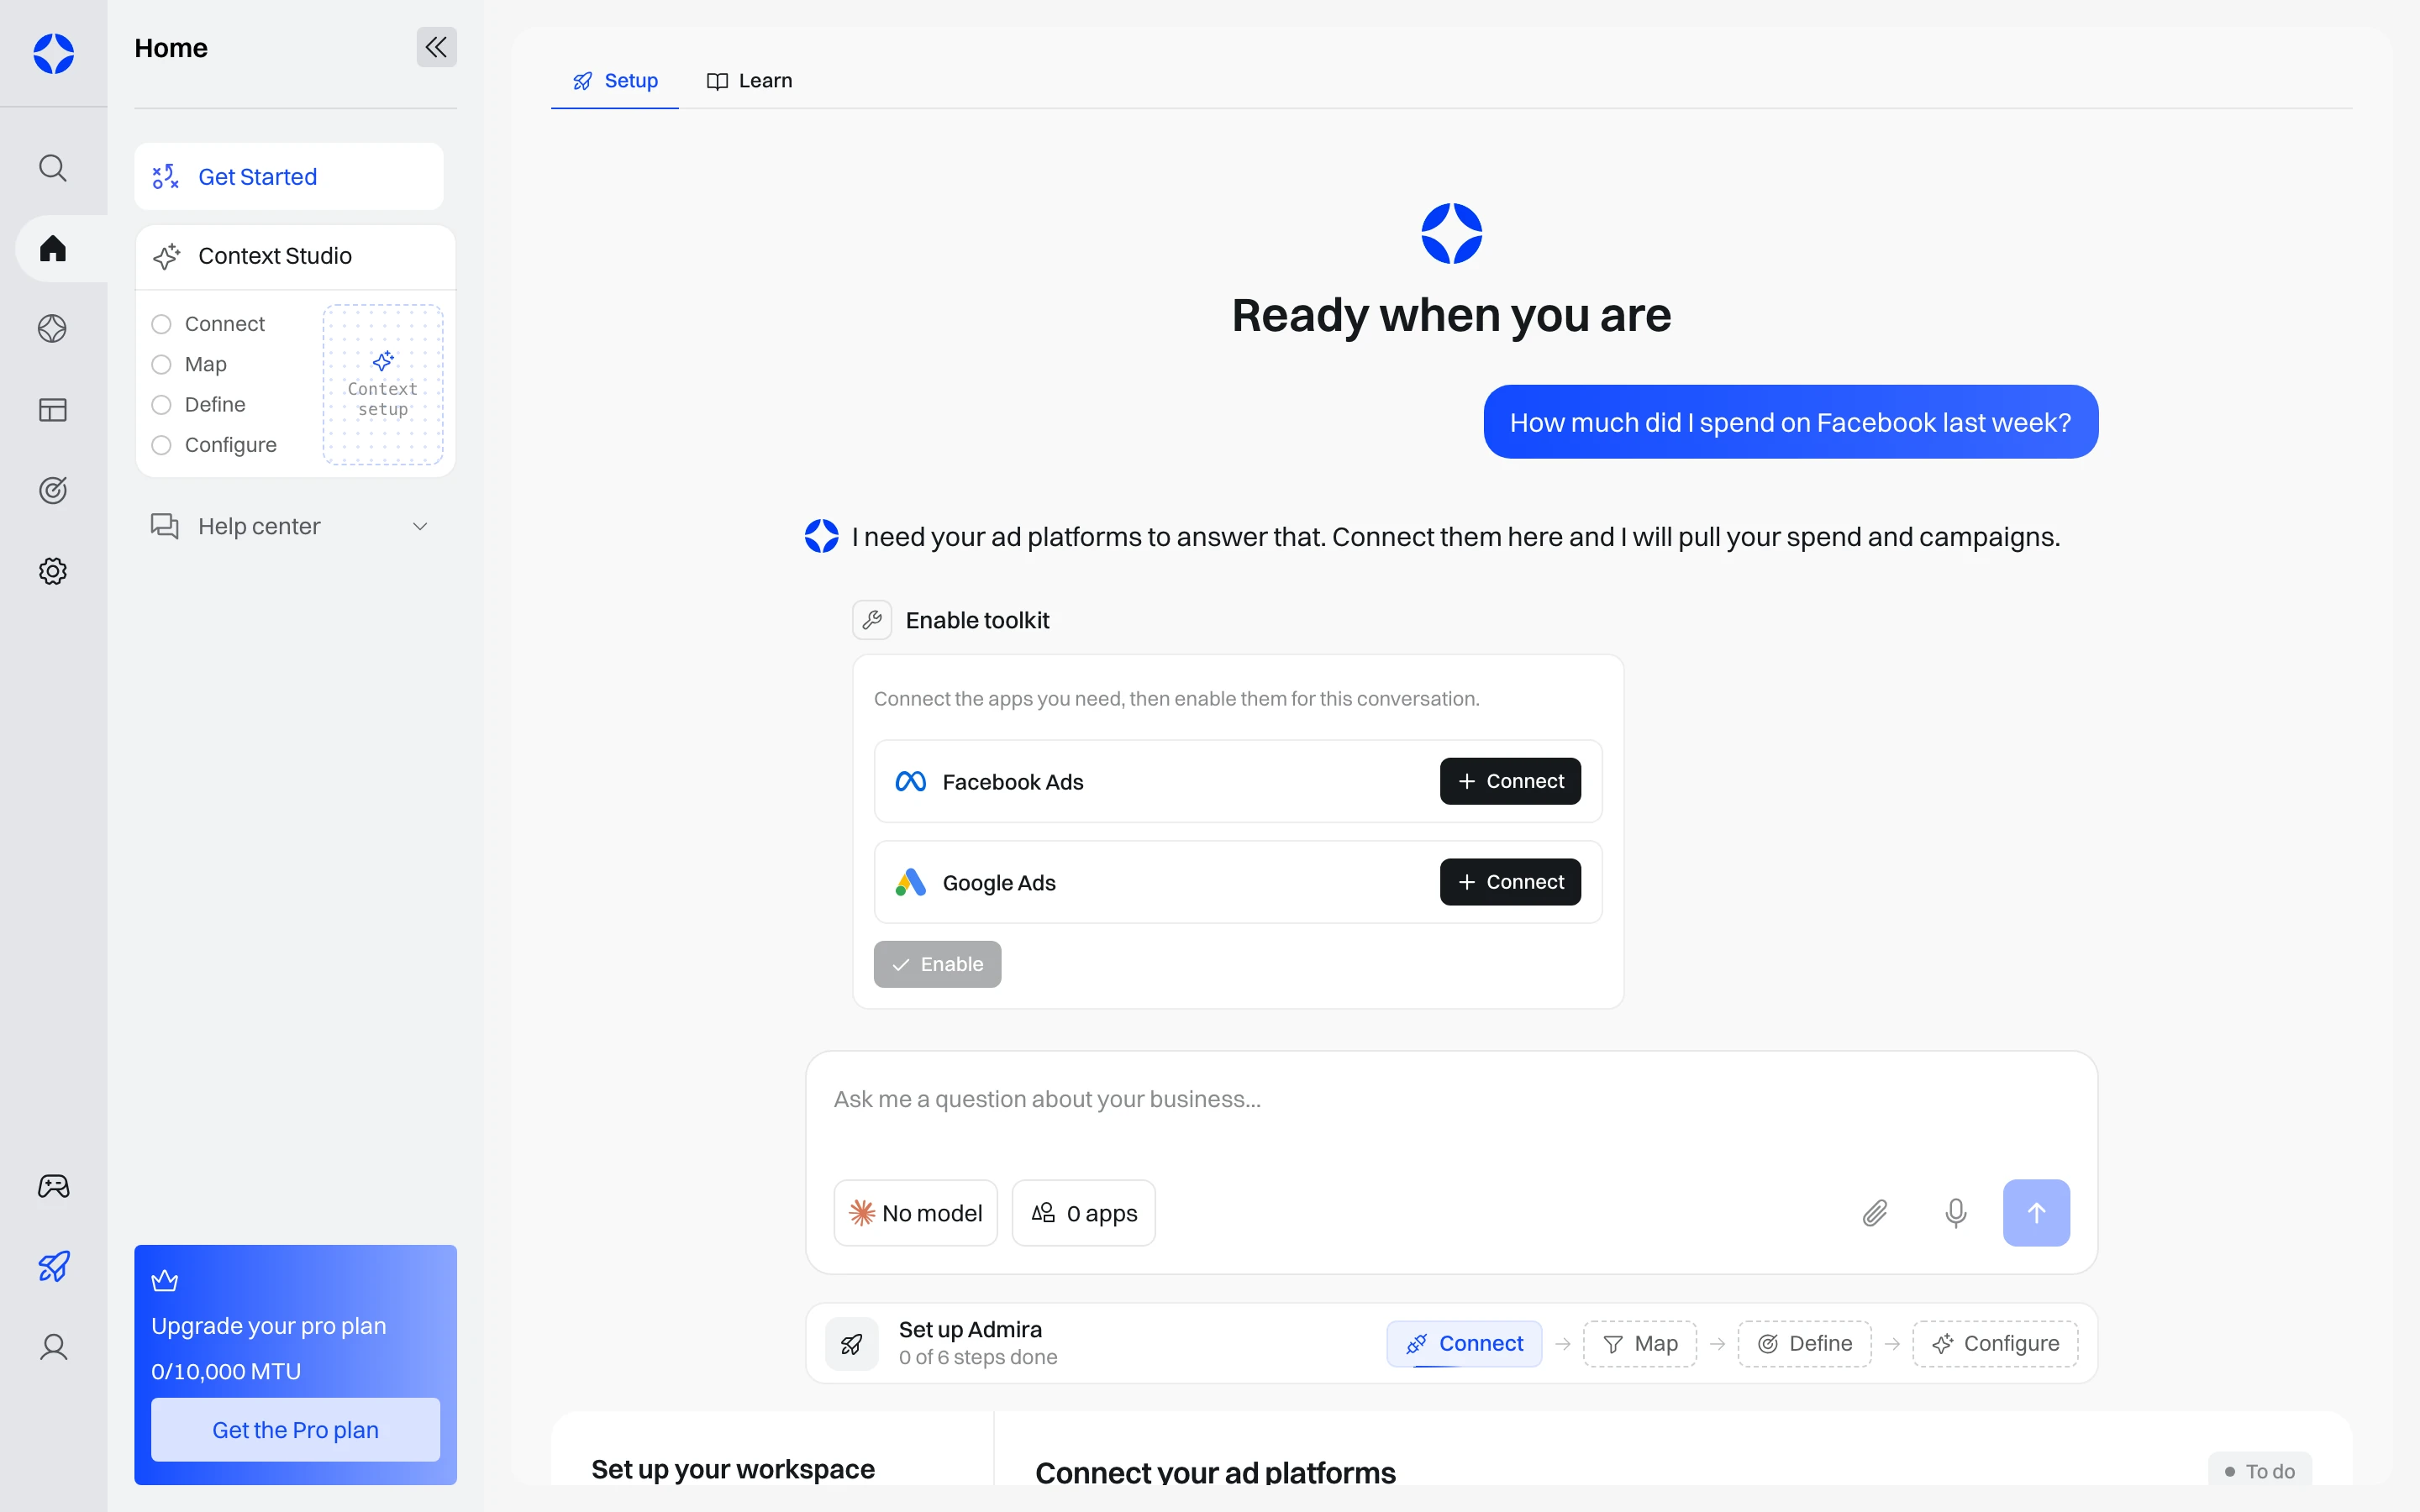 Home
Get Started
Context Studio
Connect
Map
Define
Configure
Context
setup
Help center
Upgrade your pro plan
0/10,000 MTU
Get the Pro plan
Setup
Learn
Ready when you are
How much did I spend on Facebook last week?
I need your ad platforms to answer that. Connect them here and I will pull your spend and campaigns.
Enable toolkit
Connect the apps you need, then enable them for this conversation.
Facebook Ads
Connect
Google Ads
Connect
Enable
Ask me a question about your business...
No model
0 apps
Set up Admira
0 of 6 steps done
Connect
Map
Define
Configure
Set up your workspace
Connect your ad platforms
To do